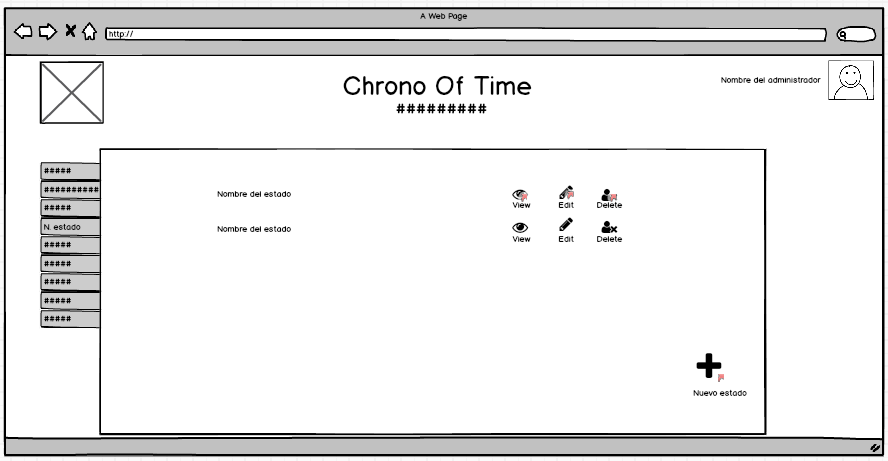 A Web Page
http://
Chrono Of Time
#########
Nombre del administrador
#####
##########
#####
N. estado
#####
#####
#####
#####
#####
Nombre del estado
View Edit Delete
Nombre del estado
View Edit Delete
Nuevo estado